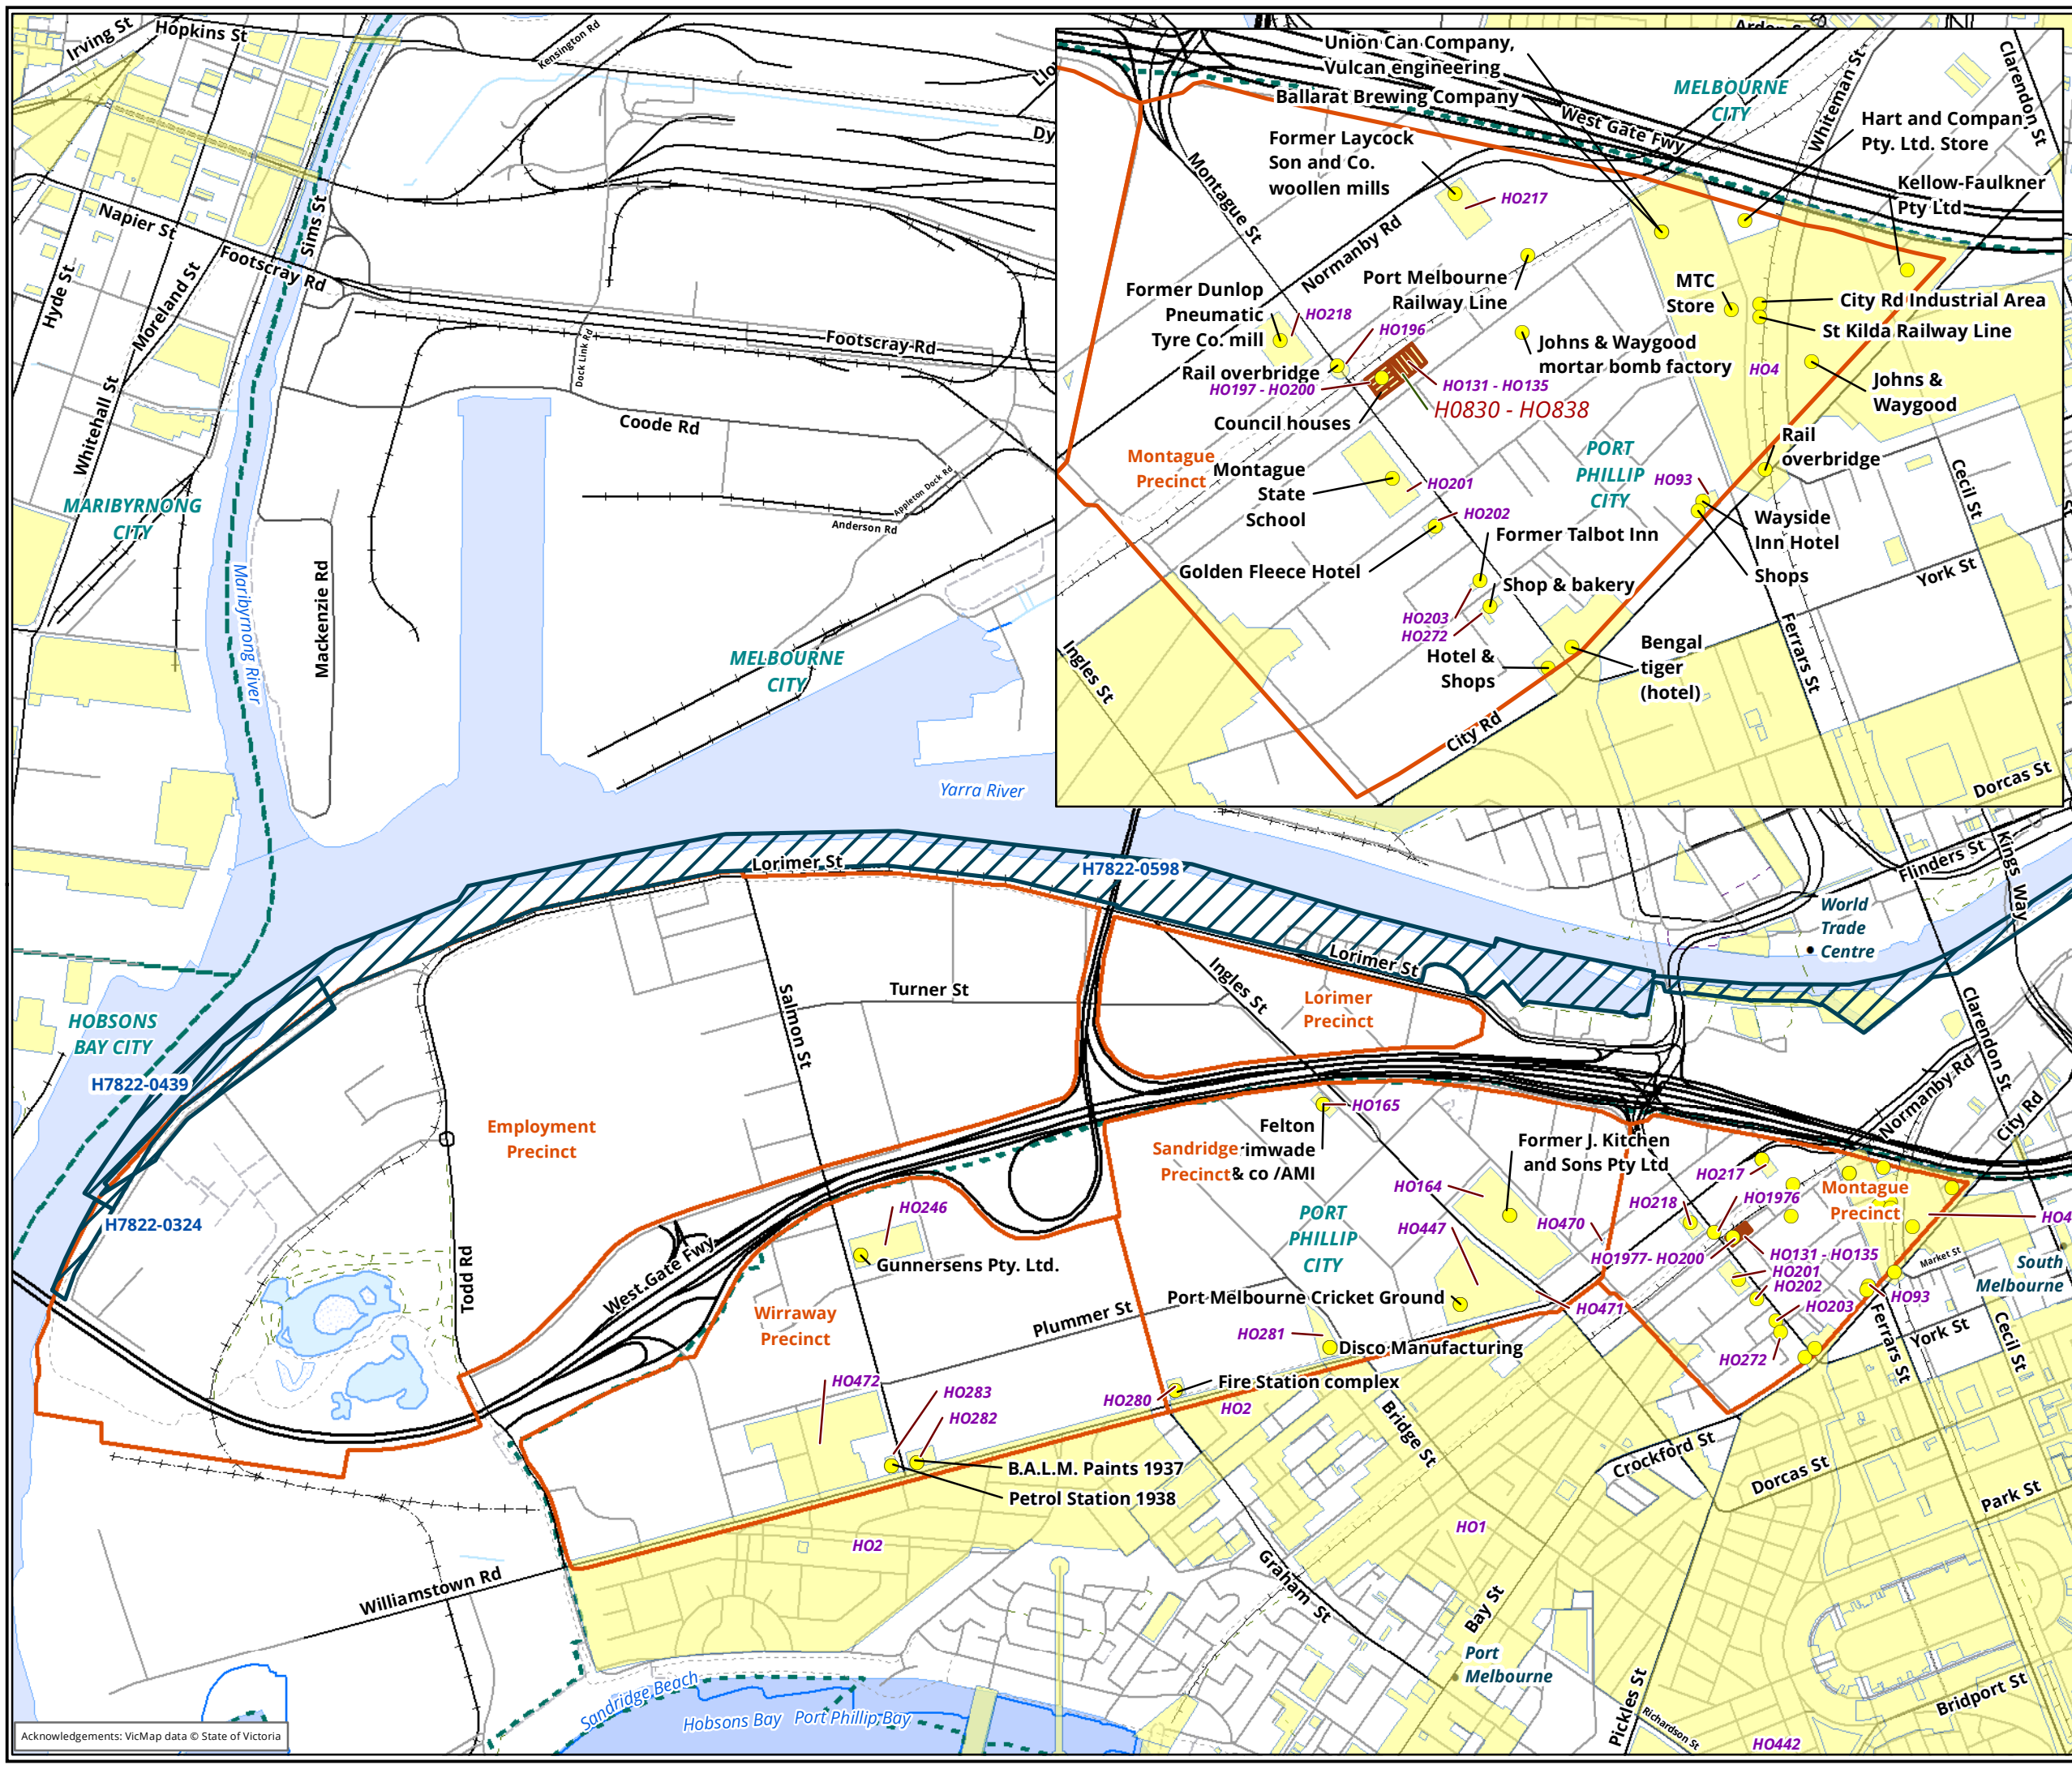 Irving St
Hopkins St
Kensington Rd
Napier St
Footscray Rd
Sims St
Hyde St
Moreland St
Whitehall St
Footscray Rd
Dock Link Rd
Coode Rd
Appleton Dock Rd
Anderson Rd
MARIBYRNONG
CITY
Maribyrnong River
Mackenzie Rd
MELBOURNE
CITY
Yarra River
Union Can Company,
Vulcan engineering
Ballarat Brewing Company
West Gate Fwy
MELBOURNE
CITY
Whiteman St
Clarendon St
Hart and Company
Pty. Ltd. Store
Kellow-Faulkner
Pty Ltd
Former Laycock
Son and Co.
woollen mills
HO217
Montague St
Normanby Rd
Port Melbourne
Railway Line
Former Dunlop
Pneumatic
Tyre Co. mill
HO218
HO196
MTC
Store
City Rd Industrial Area
St Kilda Railway Line
Johns & Waygood
mortar bomb factory
Rail overbridge
HO197 - HO200
HO131 - HO135
H0830 - HO838
HO4
Johns &
Waygood
Council houses
Rail
overbridge
Montague
Precinct
Montague
State
School
HO201
HO202
PORT
PHILLIP
CITY
HO93
Cecil St
Wayside
Inn Hotel
Former Talbot Inn
Golden Fleece Hotel
Shop & bakery
Shops
York St
HO203
HO272
Hotel &
Shops
Bengal
tiger
(hotel)
Ferrars St
Ingles St
City Rd
Dorcas St
Lorimer St
H7822-0598
Flinders St
Kings Way
World
Trade
Centre
Lorimer St
Ingles St
Lorimer
Precinct
Turner St
Salmon St
Clarendon St
HOBSONS
BAY CITY
H7822-0439
H7822-0324
Employment
Precinct
Todd Rd
West Gate Fwy
HO246
Gunnersens Pty. Ltd.
Wirraway
Precinct
Plummer St
HO165
Felton
Grimwade
& co /AMI
Sandridge
Precinct
PORT
PHILLIP
CITY
HO164
HO447
Former J. Kitchen
and Sons Pty Ltd
HO470
HO217
HO218
HO1976
HO1977- HO200
Montague
Precinct
Normanby Rd
City Rd
HO4
HO131 - HO135
HO201
HO202
HO203
HO93
HO272
Market St
South
Melbourne
Ferrars St
York St
Cecil St
Port Melbourne Cricket Ground
HO471
HO281
Disco Manufacturing
Fire Station complex
HO280
HO2
HO472
HO283
HO282
B.A.L.M. Paints 1937
Petrol Station 1938
HO2
Bridge St
Crockford St
Dorcas St
Park St
HO1
Graham St
Bay St
Port
Melbourne
Pickles St
Richardson St
Bridport St
HO442
Williamstown Rd
Sandridge Beach
Hobsons Bay
Port Phillip Bay
Acknowledgements: VicMap data © State of Victoria